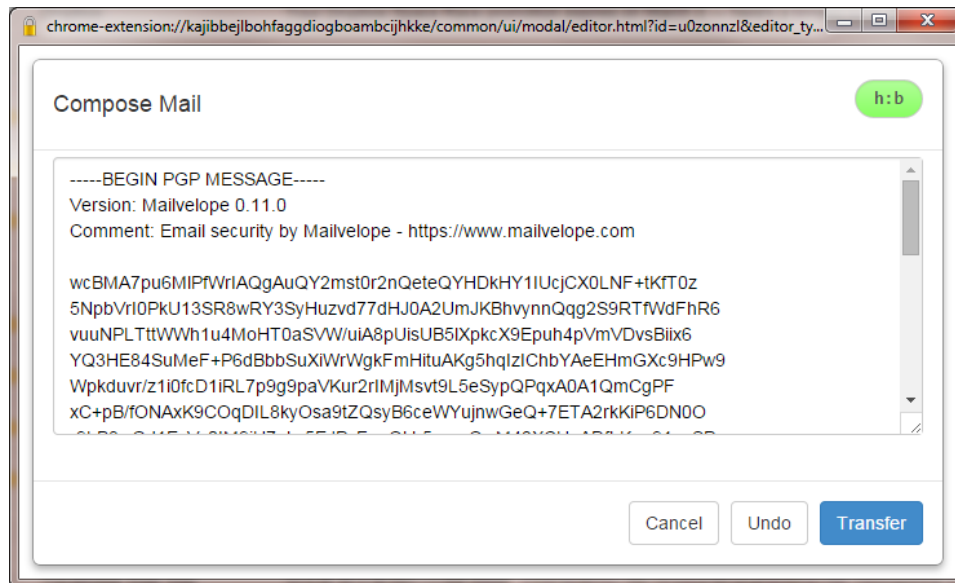 chrome-extension://kajibbejlbohfaggdiogboambcijhkke/common/ui/modal/editor.html?id=u0zonnzl&editor_ty...
Compose Mail
h:b
-----BEGIN PGP MESSAGE-----
Version: Mailvelope 0.11.0
Comment: Email security by Mailvelope - https://www.mailvelope.com
wcBMA7pu6MIPfWrIAQgAuQY2mst0r2nQeteQYHDkHY1IUcjCX0LNF+tKfT0z
5NpbVrI0PkU13SR8wRY3SyHuzvd77dHJ0A2UmJKBhvynnQqg2S9RTfWdFhR6
vuuNPLTttWWh1u4MoHT0aSVW/uiA8pUisUB5IXpkcX9Epuh4pVmVDvsBiix6
YQ3HE84SuMeF+P6dBbbSuXiWrWgkFmHituAKg5hqIzIChbYAeEHmGXc9HPw9
Wpkduvr/z1i0fcD1iRL7p9g9paVKur2rIMjMsvt9L5eSypQPqxA0A1QmCgPF
xC+pB/fONAxK9COqDIL8kyOsa9tZQsyB6ceWYujnwGeQ+7ETA2rkKiP6DN0O
Cancel
Undo
Transfer